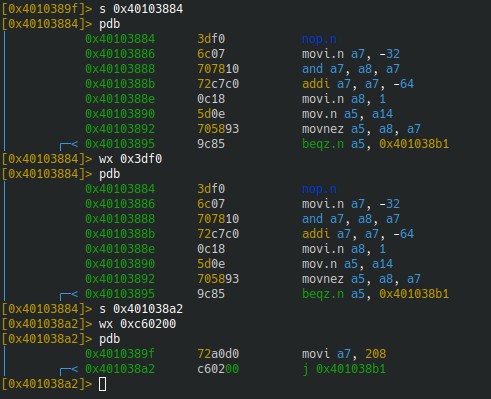 [0x4010389f]> s 0x40103884
[0x40103884]> pdb
0x40103884 3df0 nop.n
0x40103886 6c07 movi.n a7, -32
0x40103888 707810 and a7, a8, a7
0x4010388b 72c7c0 addi a7, a7, -64
0x4010388e 0c18 movi.n a8, 1
0x40103890 5d0e mov.n a5, a14
0x40103892 705893 movnez a5, a8, a7
0x40103895 9c85 beqz.n a5, 0x401038b1
[0x40103884]> wx 0x3df0
[0x40103884]> pdb
0x40103884 3df0 nop.n
0x40103886 6c07 movi.n a7, -32
0x40103888 707810 and a7, a8, a7
0x4010388b 72c7c0 addi a7, a7, -64
0x4010388e 0c18 movi.n a8, 1
0x40103890 5d0e mov.n a5, a14
0x40103892 705893 movnez a5, a8, a7
0x40103895 9c85 beqz.n a5, 0x401038b1
[0x40103884]> s 0x401038a2
[0x401038a2]> wx 0xc60200
[0x401038a2]> pdb
0x4010389f 72a0d0 movi a7, 208
0x401038a2 c60200 j 0x401038b1
[0x401038a2]>